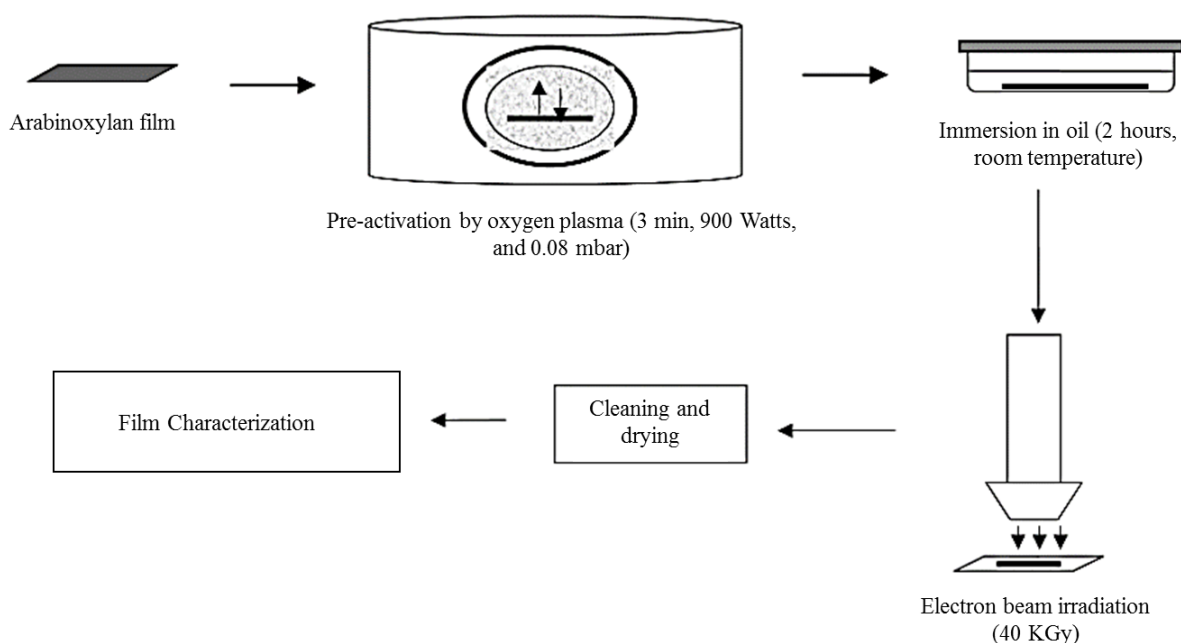 Arabinoxylan film
Pre-activation by oxygen plasma (3 min, 900 Watts,
and 0.08 mbar)
Immersion in oil (2 hours,
room temperature)
Electron beam irradiation
(40 KGy)
Cleaning and
drying
Film Characterization